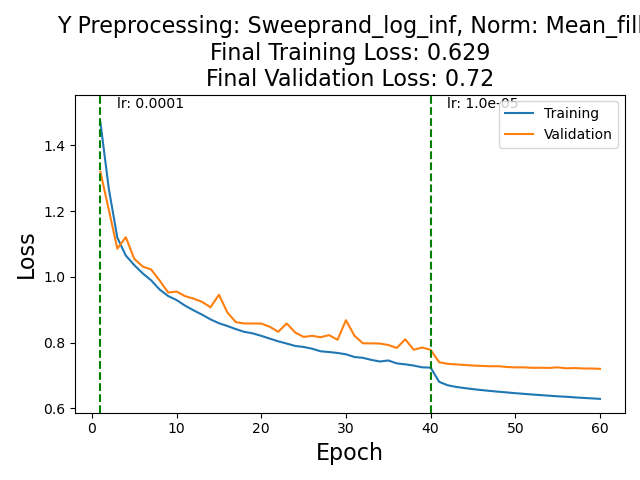 Y Preprocessing: Sweeprand_log_inf, Norm: Mean_fill
Final Training Loss: 0.629
Final Validation Loss: 0.72
lr: 0.0001
lr: 1.0e-05
Training
Validation
1.4
1.2
1.0
0.8
0.6
Loss
0 10 20 30 40 50 60
Epoch